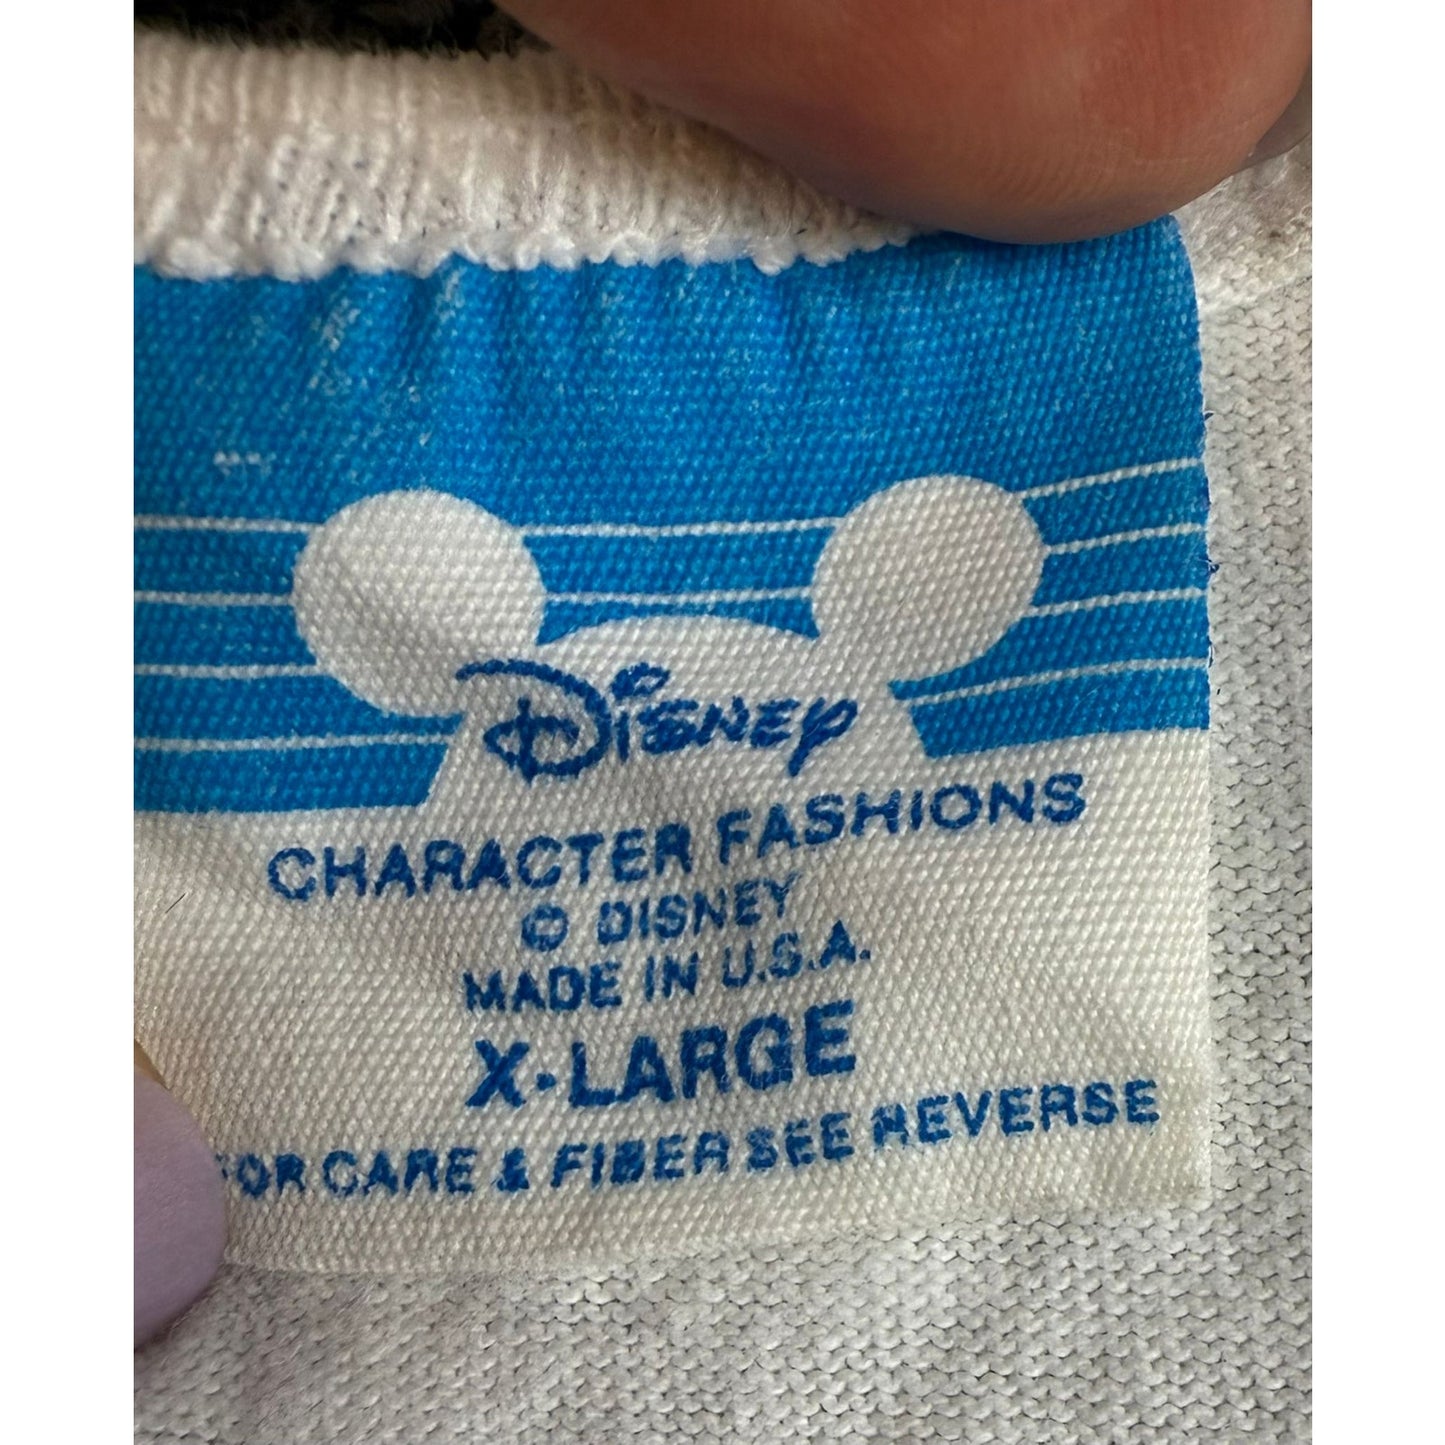 Disney
CHARACTER FASHIONS
© DISNEY
MADE IN U.S.A.
X-LARGE
FOR CARE & FIBER SEE REVERSE